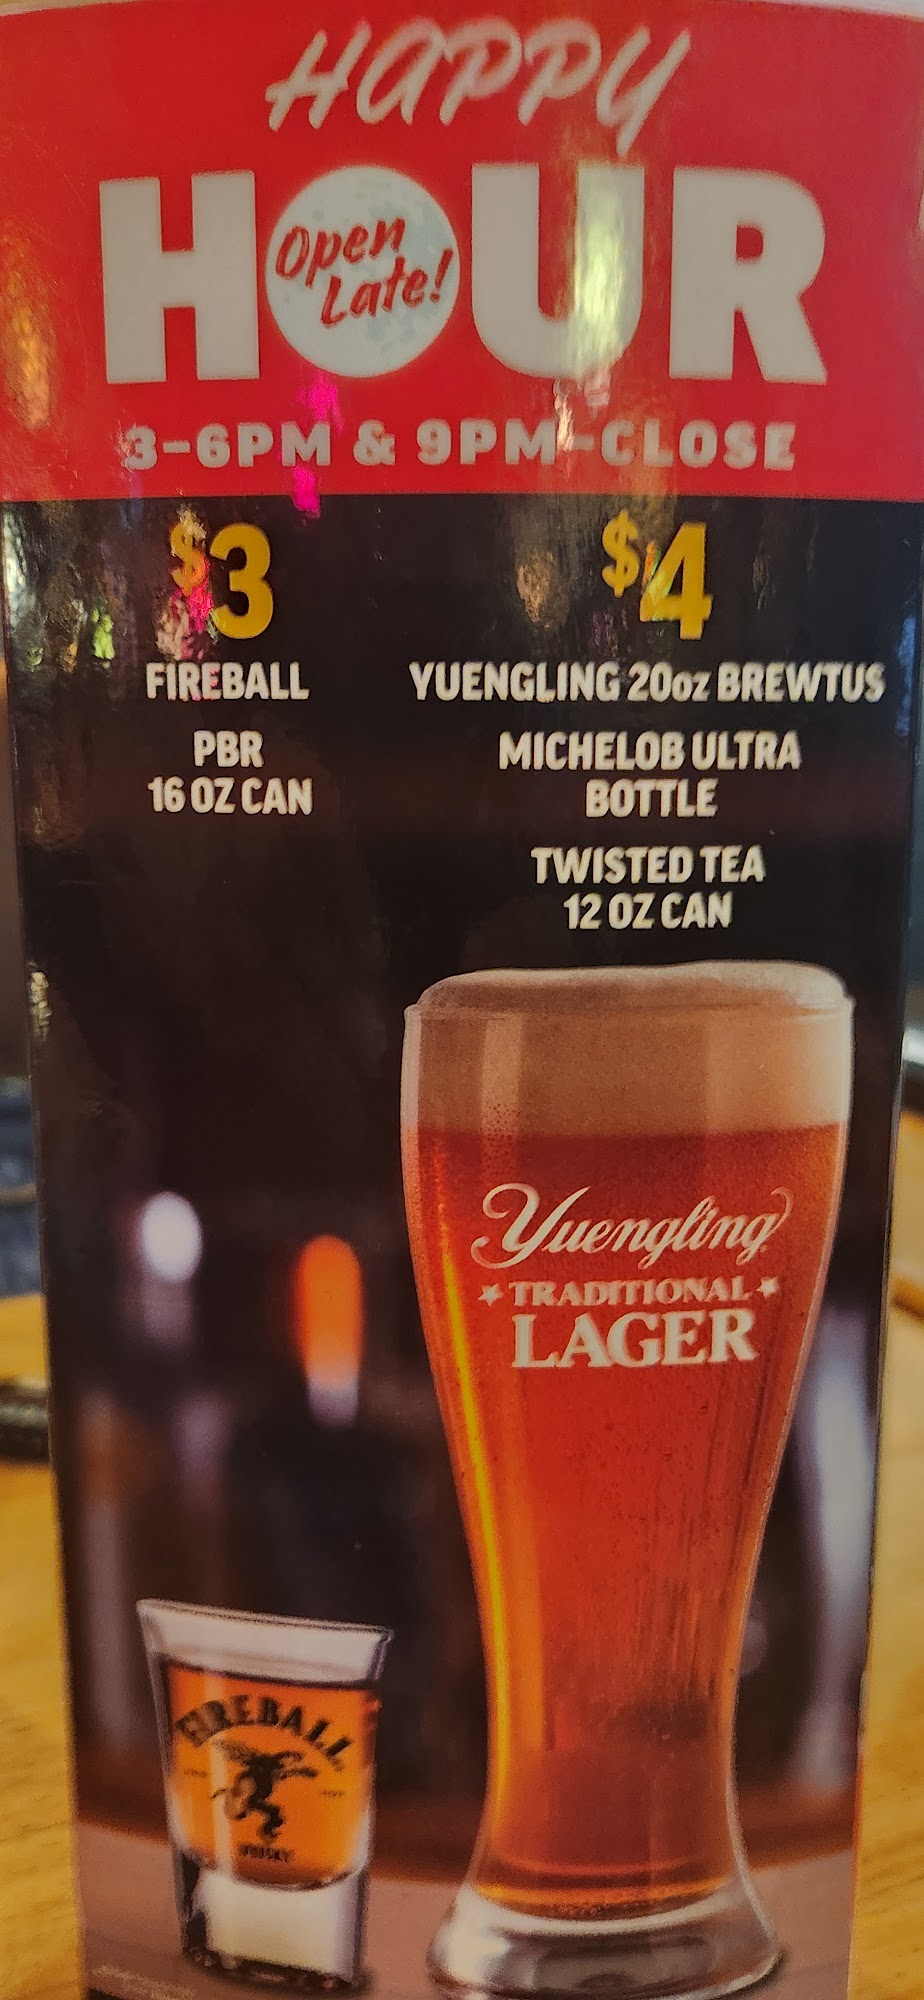 HAPPY
HOUR
Open
Late!
3-6PM & 9PM-CLOSE
$3
FIREBALL
PBR
16 OZ CAN
$4
YUENGLING 20oz BREWTUS
MICHELOB ULTRA
BOTTLE
TWISTED TEA
12 OZ CAN
Yuengling
TRADITIONAL
LAGER
FIREBALL
WHISKY